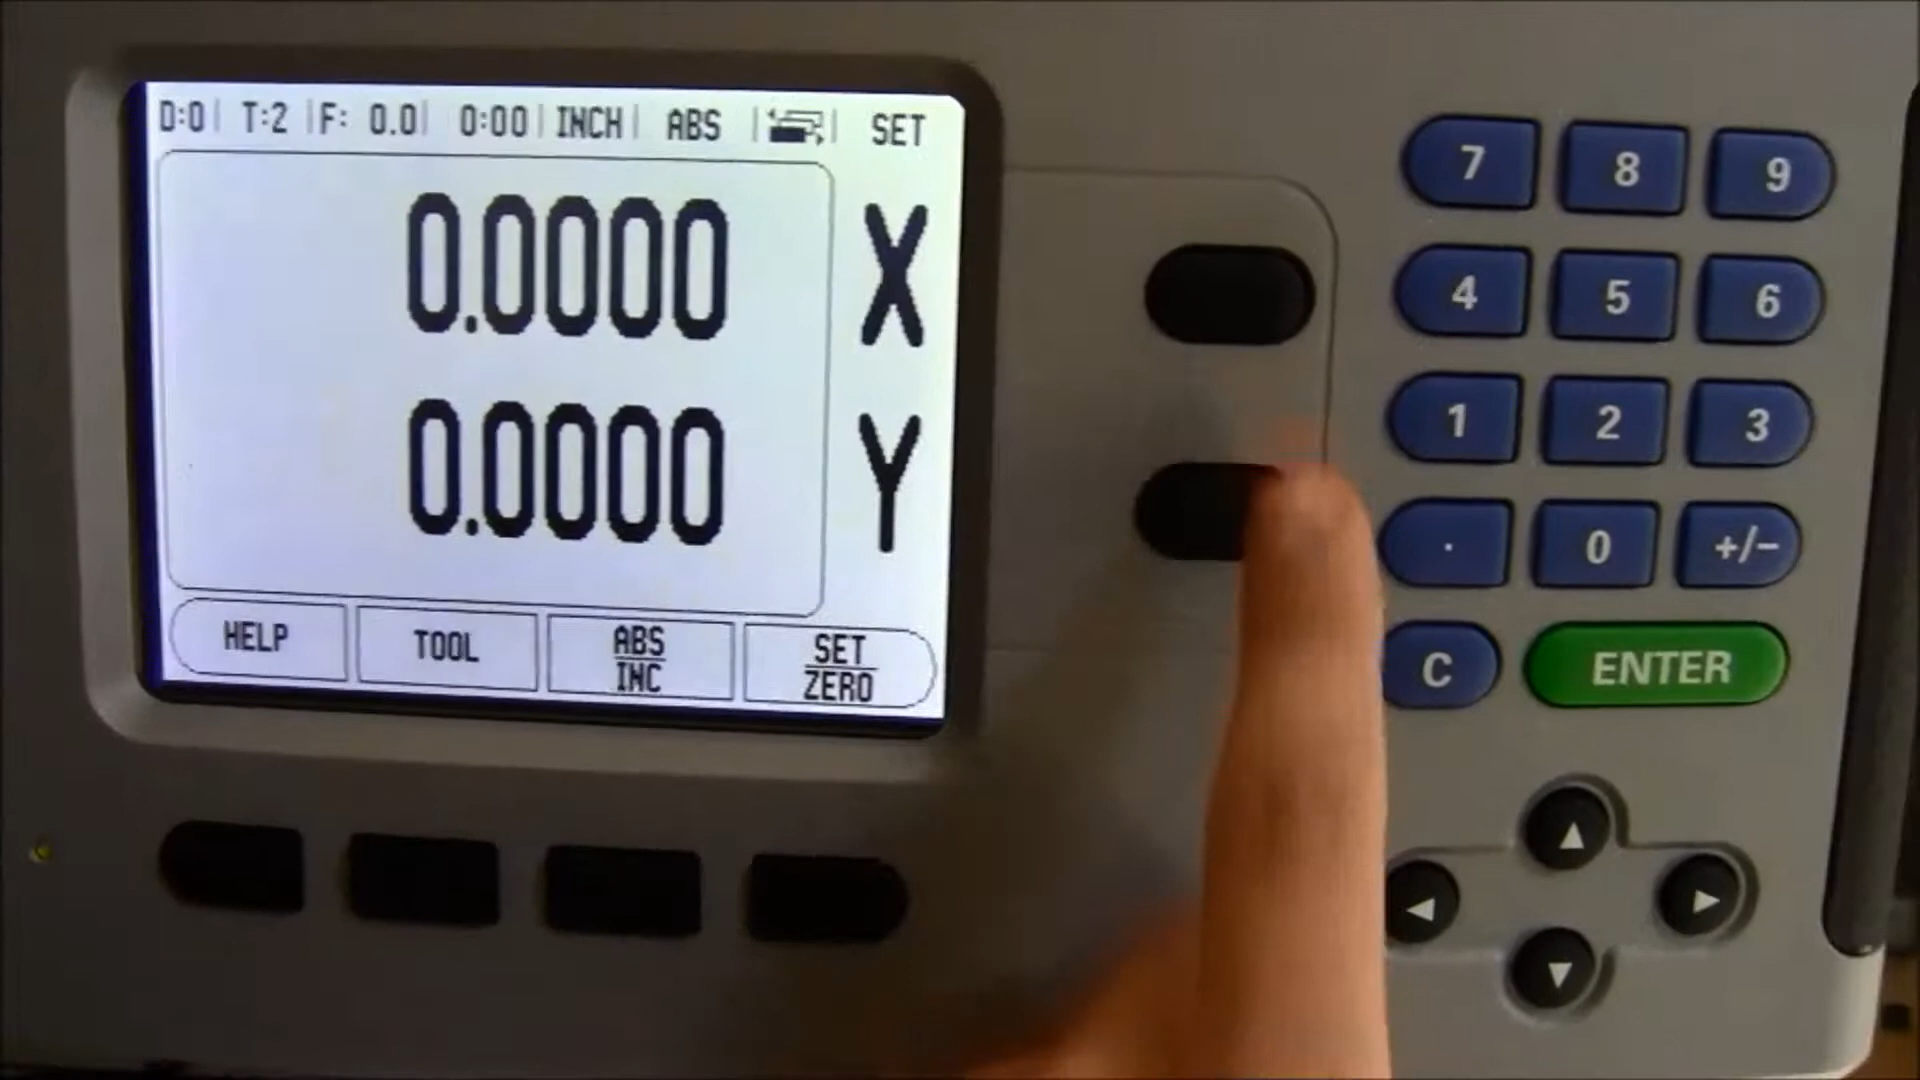 D:0 T:2 F: 0.0 0:00 INCH ABS SET
0.0000 X
0.0000 Y
HELP TOOL ABS INC SET ZERO
7 8 9
4 5 6
1 2 3
. 0 +/-
C ENTER